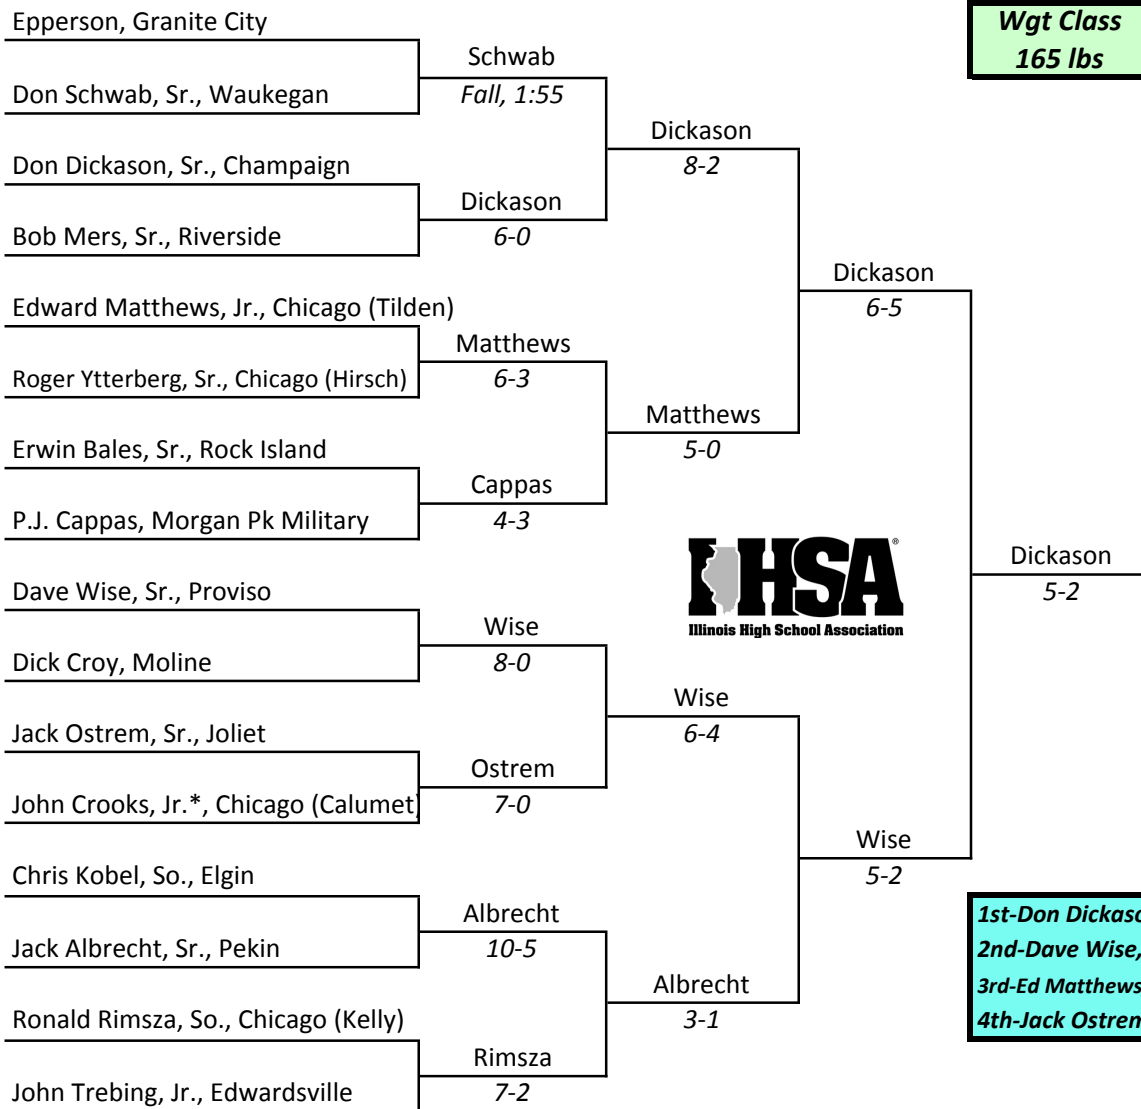 Epperson, Granite City
Wgt Class
165 lbs
Schwab
Don Schwab, Sr., Waukegan
Fall, 1:55
Dickason
8-2
Don Dickason, Sr., Champaign
Dickason
6-0
Bob Mers, Sr., Riverside
Dickason
6-5
Edward Matthews, Jr., Chicago (Tilden)
Matthews
6-3
Roger Ytterberg, Sr., Chicago (Hirsch)
Matthews
5-0
Erwin Bales, Sr., Rock Island
Cappas
4-3
P.J. Cappas, Morgan Pk Military
IHSA®
Illinois High School Association
Dickason
5-2
Dave Wise, Sr., Proviso
Wise
8-0
Dick Croy, Moline
Wise
6-4
Jack Ostrem, Sr., Joliet
Ostrem
7-0
John Crooks, Jr.*, Chicago (Calumet)
Wise
5-2
Chris Kobel, So., Elgin
Albrecht
10-5
Jack Albrecht, Sr., Pekin
Albrecht
3-1
Ronald Rimsza, So., Chicago (Kelly)
Rimsza
7-2
John Trebing, Jr., Edwardsville
1st-Don Dickaso
2nd-Dave Wise,
3rd-Ed Matthews
4th-Jack Ostrem